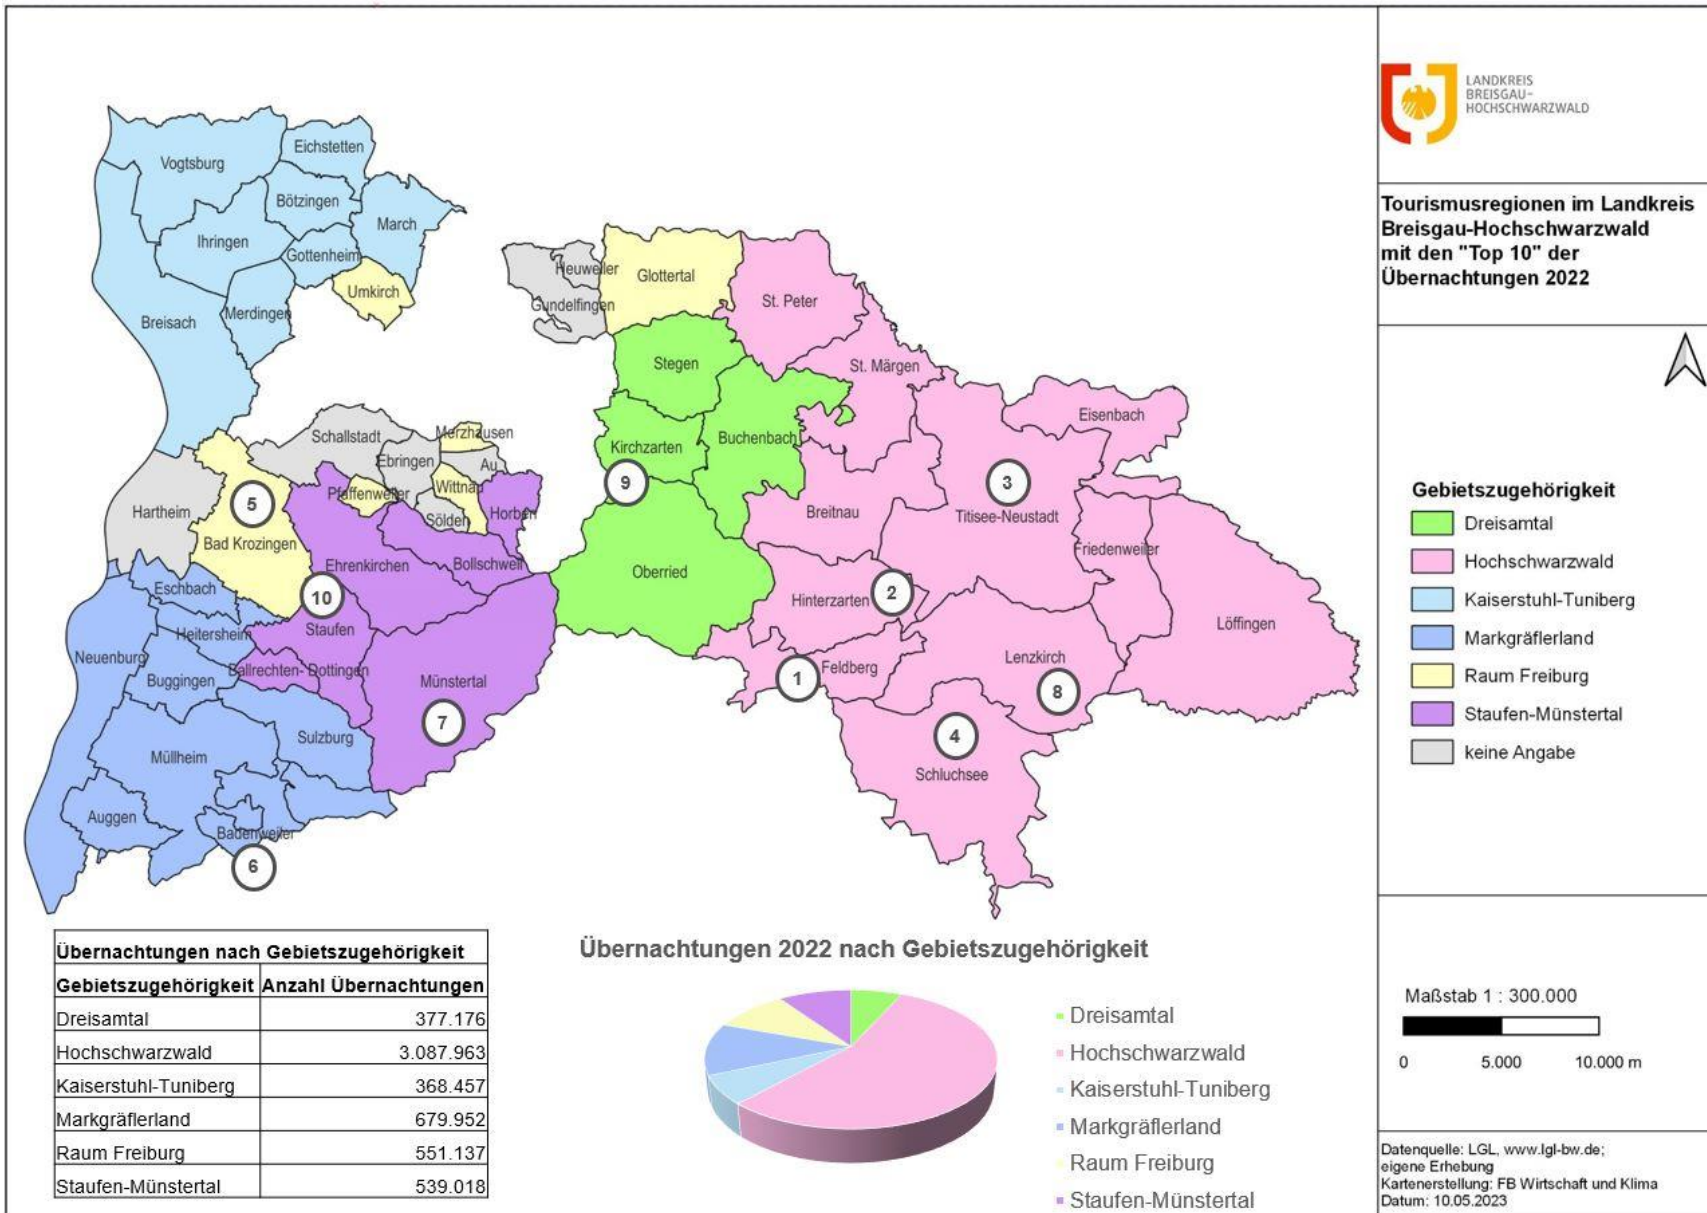 LANDKREIS
BREISGAU-
HOCHSCHWARZWALD
Tourismusregionen im Landkreis
Breisgau-Hochschwarzwald
mit den "Top 10" der
Übernachtungen 2022
Vogtsburg
Eichstetten
Bötzingen
March
Ihringen
Gottenheim
Umkirch
Merdingen
Breisach
Heuweiler
Gundelfingen
Glottertal
St. Peter
St. Märgen
Stegen
Kirchzarten
Buchenbach
Eisenbach
Schallstadt
Merzhausen
Ebringen
Au
Pfaffenweiler
Wittnau
Sölden
Horben
Hartheim
5
Bad Krozingen
9
3
Titisee-Neustadt
Breitnau
Friedenweiler
Oberried
Ehrenkirchen
Bollschweil
Eschbach
10
Hinterzarten
2
Löffingen
Heitersheim
Staufen
Neuenburg
Buggingen
Ballrechten-Dottingen
Münstertal
7
1
Feldberg
Lenzkirch
8
4
Schluchsee
Sulzburg
Müllheim
Auggen
Badenweiler
6
Gebietszugehörigkeit
Dreisamtal
Hochschwarzwald
Kaiserstuhl-Tuniberg
Markgräflerland
Raum Freiburg
Staufen-Münstertal
keine Angabe
Übernachtungen nach Gebietszugehörigkeit
Gebietszugehörigkeit Anzahl Übernachtungen
Dreisamtal 377.176
Hochschwarzwald 3.087.963
Kaiserstuhl-Tuniberg 368.457
Markgräflerland 679.952
Raum Freiburg 551.137
Staufen-Münstertal 539.018
Übernachtungen 2022 nach Gebietszugehörigkeit
Dreisamtal
Hochschwarzwald
Kaiserstuhl-Tuniberg
Markgräflerland
Raum Freiburg
Staufen-Münstertal
Maßstab 1 : 300.000
0 5.000 10.000 m
Datenquelle: LGL, www.lgl-bw.de;
eigene Erhebung
Kartenerstellung: FB Wirtschaft und Klima
Datum: 10.05.2023